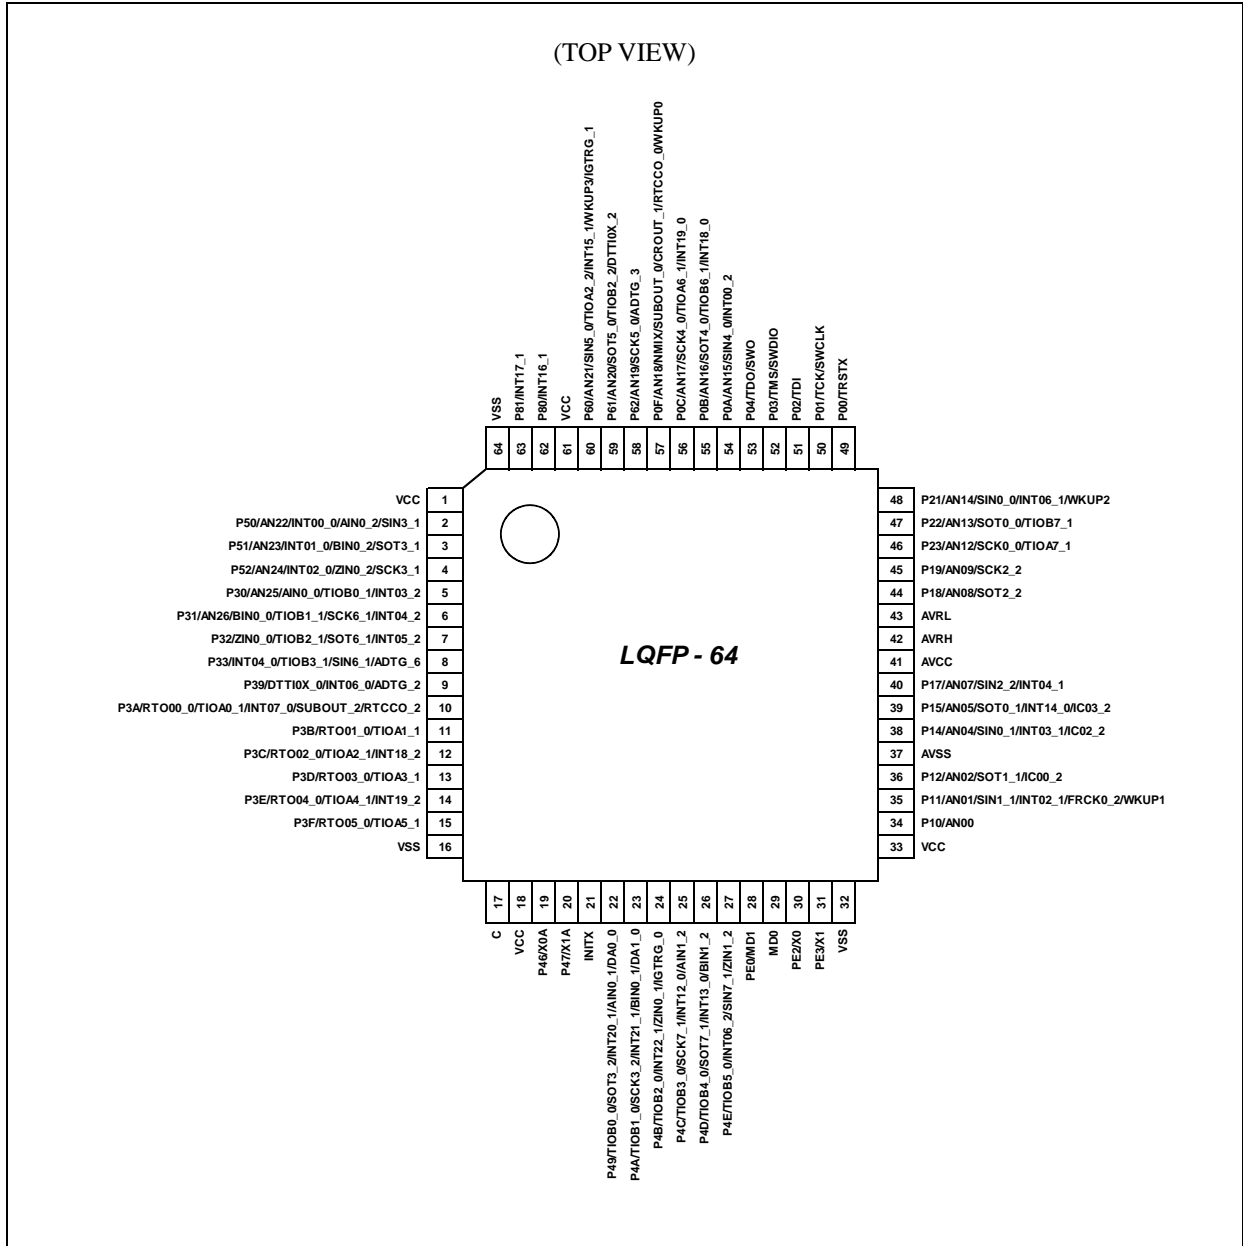 (TOP VIEW)
VSS
P81/INT17_1
P80/INT16_1
VCC
P60/AN21/SIN5_0/TIOA2_2/INT15_1/WKUP3/IGTRG_1
P61/AN20/SOT5_0/TIOB2_2/DTTI0X_2
P62/AN19/SCK5_0/ADTG_3
P0F/AN18/NMIX/SUBOUT_0/CROUT_1/RTCCO_0/WKUP0
P0C/AN17/SCK4_0/TIOA6_1/INT19_0
P0B/AN16/SOT4_0/TIOB6_1/INT18_0
P0A/AN15/SIN4_0/INT00_2
P04/TDO/SWO
P03/TMS/SWDIO
P02/TDI
P01/TCK/SWCLK
P00/TRSTX
64 63 62 61 60 59 58 57 56 55 54 53 52 51 50 49
VCC 1
P50/AN22/INT00_0/AIN0_2/SIN3_1 2
P51/AN23/INT01_0/BIN0_2/SOT3_1 3
P52/AN24/INT02_0/ZIN0_2/SCK3_1 4
P30/AN25/AIN0_0/TIOB0_1/INT03_2 5
P31/AN26/BIN0_0/TIOB1_1/SCK6_1/INT04_2 6
P32/ZIN0_0/TIOB2_1/SOT6_1/INT05_2 7
P33/INT04_0/TIOB3_1/SIN6_1/ADTG_6 8
P39/DTTI0X_0/INT06_0/ADTG_2 9
P3A/RTO00_0/TIOA0_1/INT07_0/SUBOUT_2/RTCCO_2 10
P3B/RTO01_0/TIOA1_1 11
P3C/RTO02_0/TIOA2_1/INT18_2 12
P3D/RTO03_0/TIOA3_1 13
P3E/RTO04_0/TIOA4_1/INT19_2 14
P3F/RTO05_0/TIOA5_1 15
VSS 16
LQFP - 64
48 P21/AN14/SIN0_0/INT06_1/WKUP2
47 P22/AN13/SOT0_0/TIOB7_1
46 P23/AN12/SCK0_0/TIOA7_1
45 P19/AN09/SCK2_2
44 P18/AN08/SOT2_2
43 AVRL
42 AVRH
41 AVCC
40 P17/AN07/SIN2_2/INT04_1
39 P15/AN05/SOT0_1/INT14_0/IC03_2
38 P14/AN04/SIN0_1/INT03_1/IC02_2
37 AVSS
36 P12/AN02/SOT1_1/IC00_2
35 P11/AN01/SIN1_1/INT02_1/FRCK0_2/WKUP1
34 P10/AN00
33 VCC
17 18 19 20 21 22 23 24 25 26 27 28 29 30 31 32
C
VCC
P46/X0A
P47/X1A
INITX
P49/TIOB0_0/SOT3_2/INT20_1/AIN0_1/DA0_0
P4A/TIOB1_0/SCK3_2/INT21_1/BIN0_1/DA1_0
P4B/TIOB2_0/INT22_1/ZIN0_1/IGTRG_0
P4C/TIOB3_0/SCK7_1/INT12_0/AIN1_2
P4D/TIOB4_0/SOT7_1/INT13_0/BIN1_2
P4E/TIOB5_0/INT06_2/SIN7_1/ZIN1_2
PE0/MD1
MD0
PE2/X0
PE3/X1
VSS